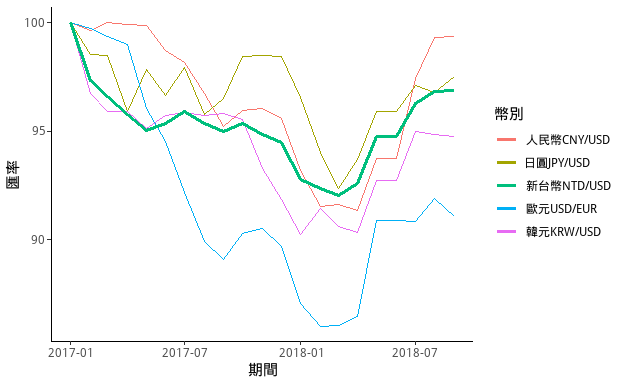 100
95
90
匯率
2017-01
2017-07
2018-01
2018-07
期間
幣別
人民幣CNY/USD
日圓JPY/USD
新台幣NTD/USD
歐元USD/EUR
韓元KRW/USD